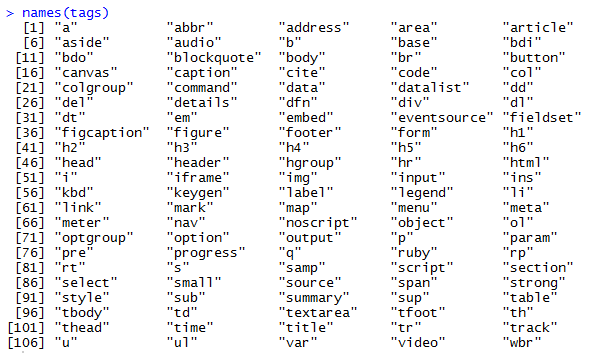 > names(tags)
[1] "a" "abbr" "address" "area" "article"
[6] "aside" "audio" "b" "base" "bdi"
[11] "bdo" "blockquote" "body" "br" "button"
[16] "canvas" "caption" "cite" "code" "col"
[21] "colgroup" "command" "data" "datalist" "dd"
[26] "del" "details" "dfn" "div" "dl"
[31] "dt" "em" "embed" "eventsource" "fieldset"
[36] "figcaption" "figure" "footer" "form" "h1"
[41] "h2" "h3" "h4" "h5" "h6"
[46] "head" "header" "hgroup" "hr" "html"
[51] "i" "iframe" "img" "input" "ins"
[56] "kbd" "keygen" "label" "legend" "li"
[61] "link" "mark" "map" "menu" "meta"
[66] "meter" "nav" "noscript" "object" "ol"
[71] "optgroup" "option" "output" "p" "param"
[76] "pre" "progress" "q" "ruby" "rp"
[81] "rt" "s" "samp" "script" "section"
[86] "select" "small" "source" "span" "strong"
[91] "style" "sub" "summary" "sup" "table"
[96] "tbody" "td" "textarea" "tfoot" "th"
[101] "thead" "time" "title" "tr" "track"
[106] "u" "ul" "var" "video" "wbr"